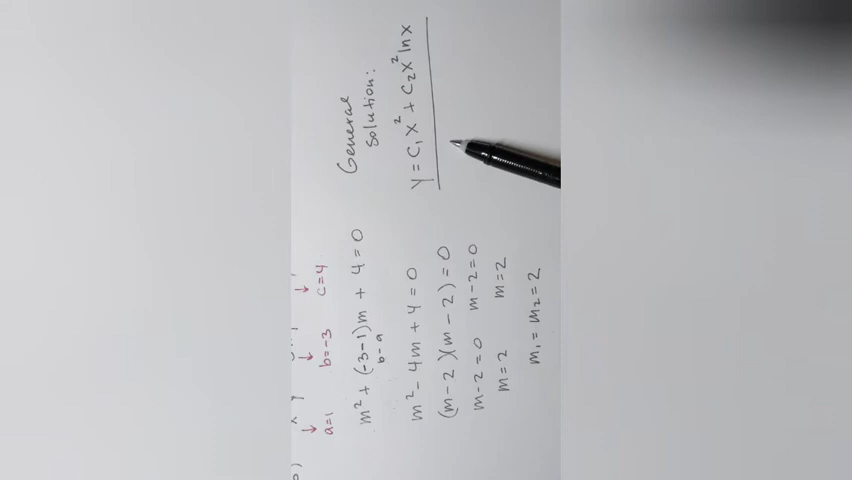 a=1 b=-3 c=4
m² + (-3-1)m + 4 = 0
b-a
m² - 4m + 4 = 0
(m-2)(m-2) = 0
m-2=0 m-2=0
m=2 m=2
m₁ = m₂ = 2
General
Solution:
y = C₁x² + C₂x² ln x